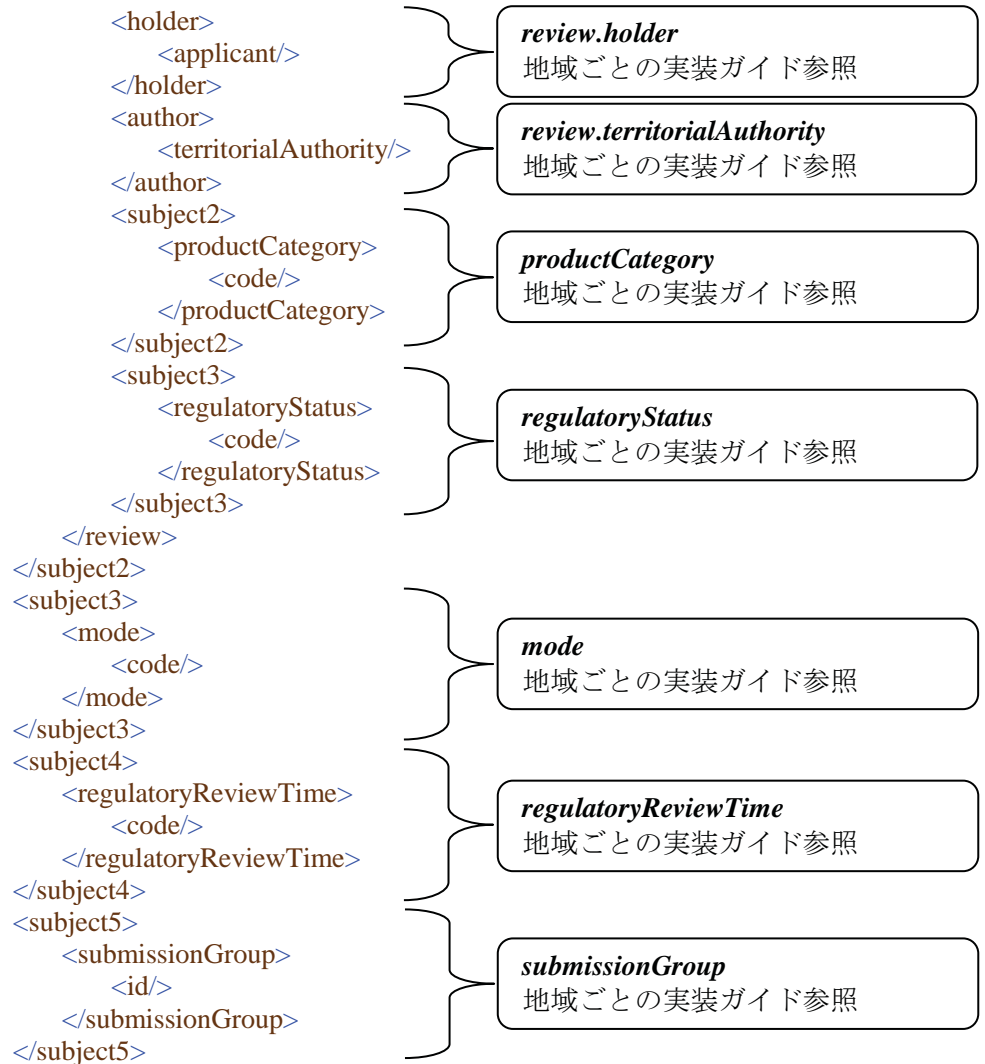 <holder>
<applicant/>
</holder>
review.holder
地域ごとの実装ガイド参照
<author>
<territorialAuthority/>
</author>
review.territorialAuthority
地域ごとの実装ガイド参照
<subject2>
<productCategory>
<code/>
</productCategory>
</subject2>
productCategory
地域ごとの実装ガイド参照
<subject3>
<regulatoryStatus>
<code/>
</regulatoryStatus>
</subject3>
regulatoryStatus
地域ごとの実装ガイド参照
</review>
</subject2>
<subject3>
<mode>
<code/>
</mode>
</subject3>
mode
地域ごとの実装ガイド参照
<subject4>
<regulatoryReviewTime>
<code/>
</regulatoryReviewTime>
</subject4>
regulatoryReviewTime
地域ごとの実装ガイド参照
<subject5>
<submissionGroup>
<id/>
</submissionGroup>
</subject5>
submissionGroup
地域ごとの実装ガイド参照